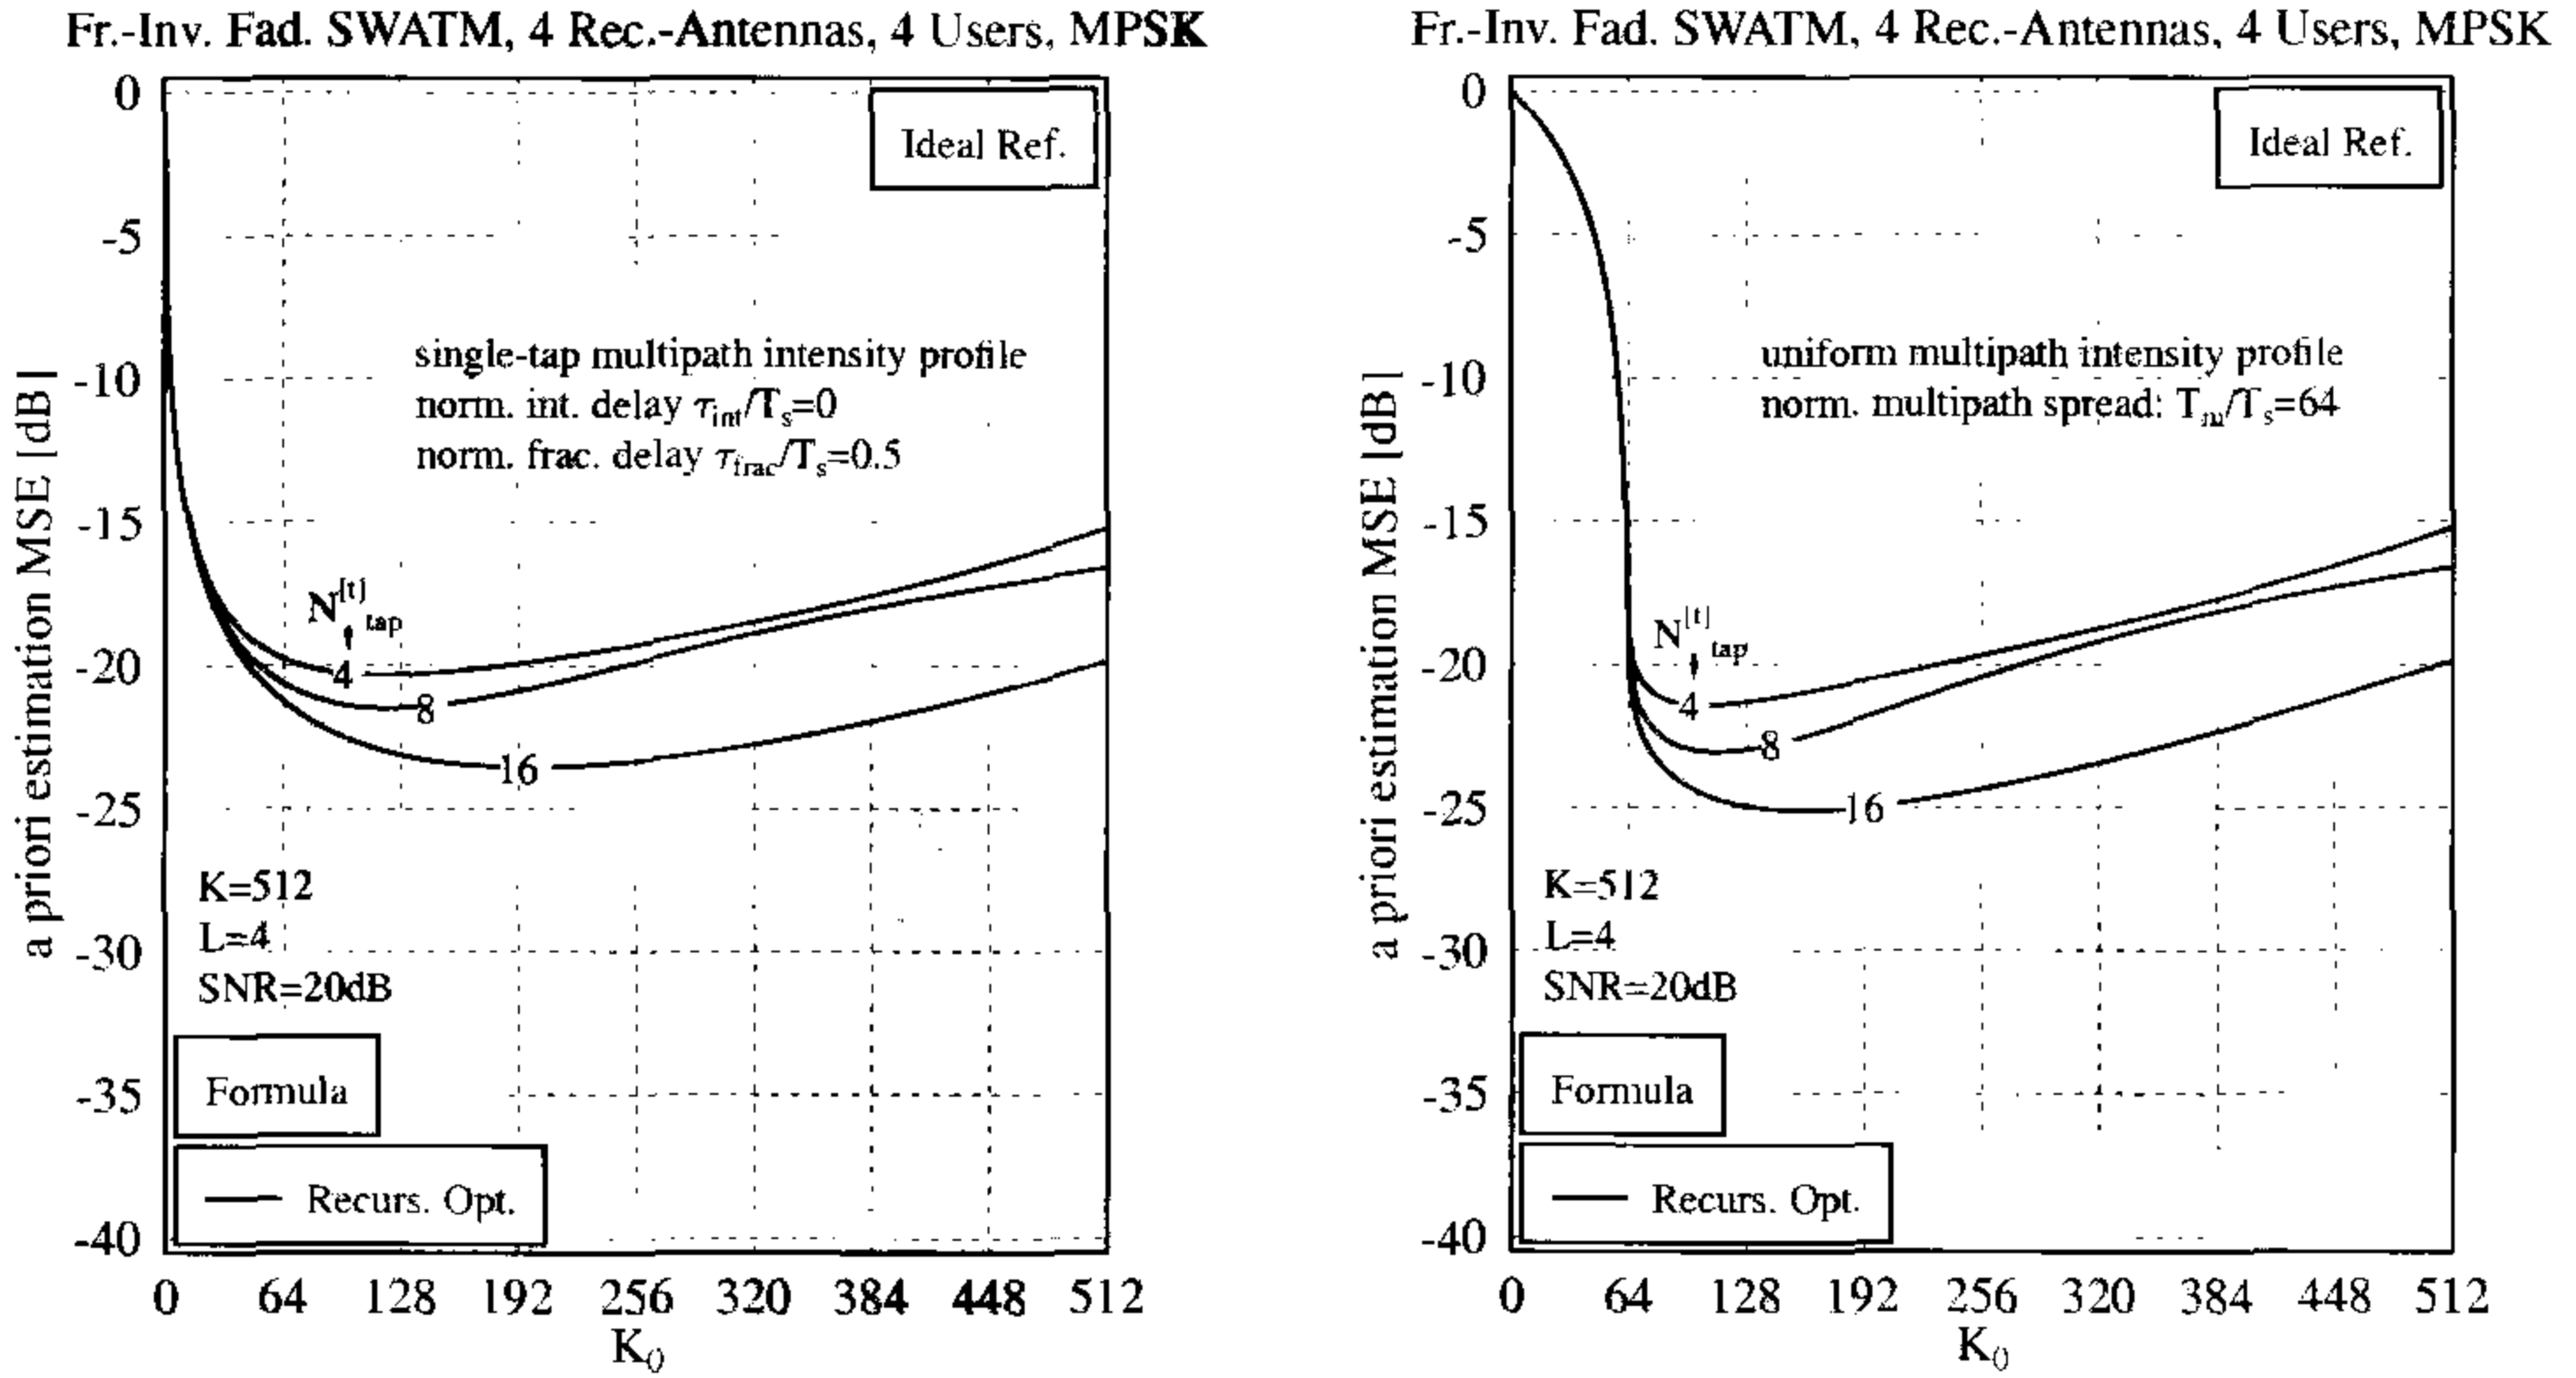 Fr.-Inv. Fad. SWATM, 4 Rec.-Antennas, 4 Users, MPSK
0
-5
-10
-15
-20
-25
-30
-35
-40
a priori estimation MSE [dB]
Ideal Ref.
single-tap multipath intensity profile
norm. int. delay τint/Ts=0
norm. frac. delay τfrac/Ts=0.5
N[t]tap
4
8
16
K=512
L=4
SNR=20dB
Formula
Recurs. Opt.
0 64 128 192 256 320 384 448 512
K0
Fr.-Inv. Fad. SWATM, 4 Rec.-Antennas, 4 Users, MPSK
0
-5
-10
-15
-20
-25
-30
-35
-40
a priori estimation MSE [dB]
Ideal Ref.
uniform multipath intensity profile
norm. multipath spread: Tm/Ts=64
N[t]tap
4
8
16
K=512
L=4
SNR=20dB
Formula
Recurs. Opt.
0 64 128 192 256 320 384 448 512
K0